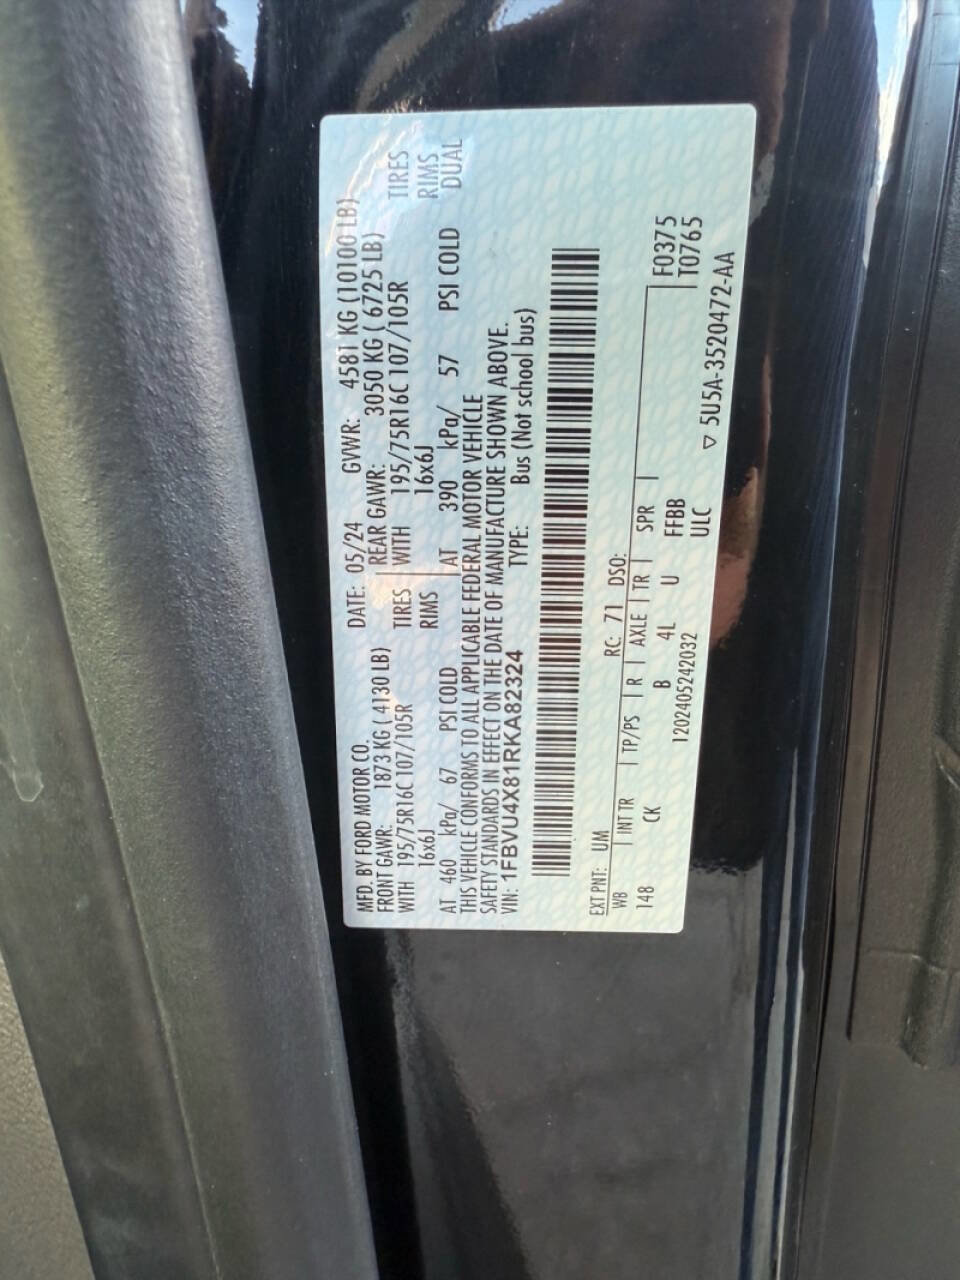 MFD. BY FORD MOTOR CO. DATE: 05/24 GVWR: 4581 KG (10100 LB)
FRONT GAWR: 1873 KG ( 4130 LB) REAR GAWR: 3050 KG ( 6725 LB)
WITH 195/75R16C 107/105R TIRES WITH 195/75R16C 107/105R TIRES
16x6J RIMS 16x6J RIMS
AT 460 kPa/ 67 PSI COLD AT 390 kPa/ 57 PSI COLD DUAL
THIS VEHICLE CONFORMS TO ALL APPLICABLE FEDERAL MOTOR VEHICLE
SAFETY STANDARDS IN EFFECT ON THE DATE OF MANUFACTURE SHOWN ABOVE.
VIN: 1FBVU4X81RKA82324 TYPE: Bus (Not school bus)
EXT PNT: UM RC: 71 DSO:
WB INT TR TP/PS R AXLE TR SPR F0375
148 CK B 4L U FFBB T0765
1202405242032 ULC
▽ 5U5A-3520472-AA